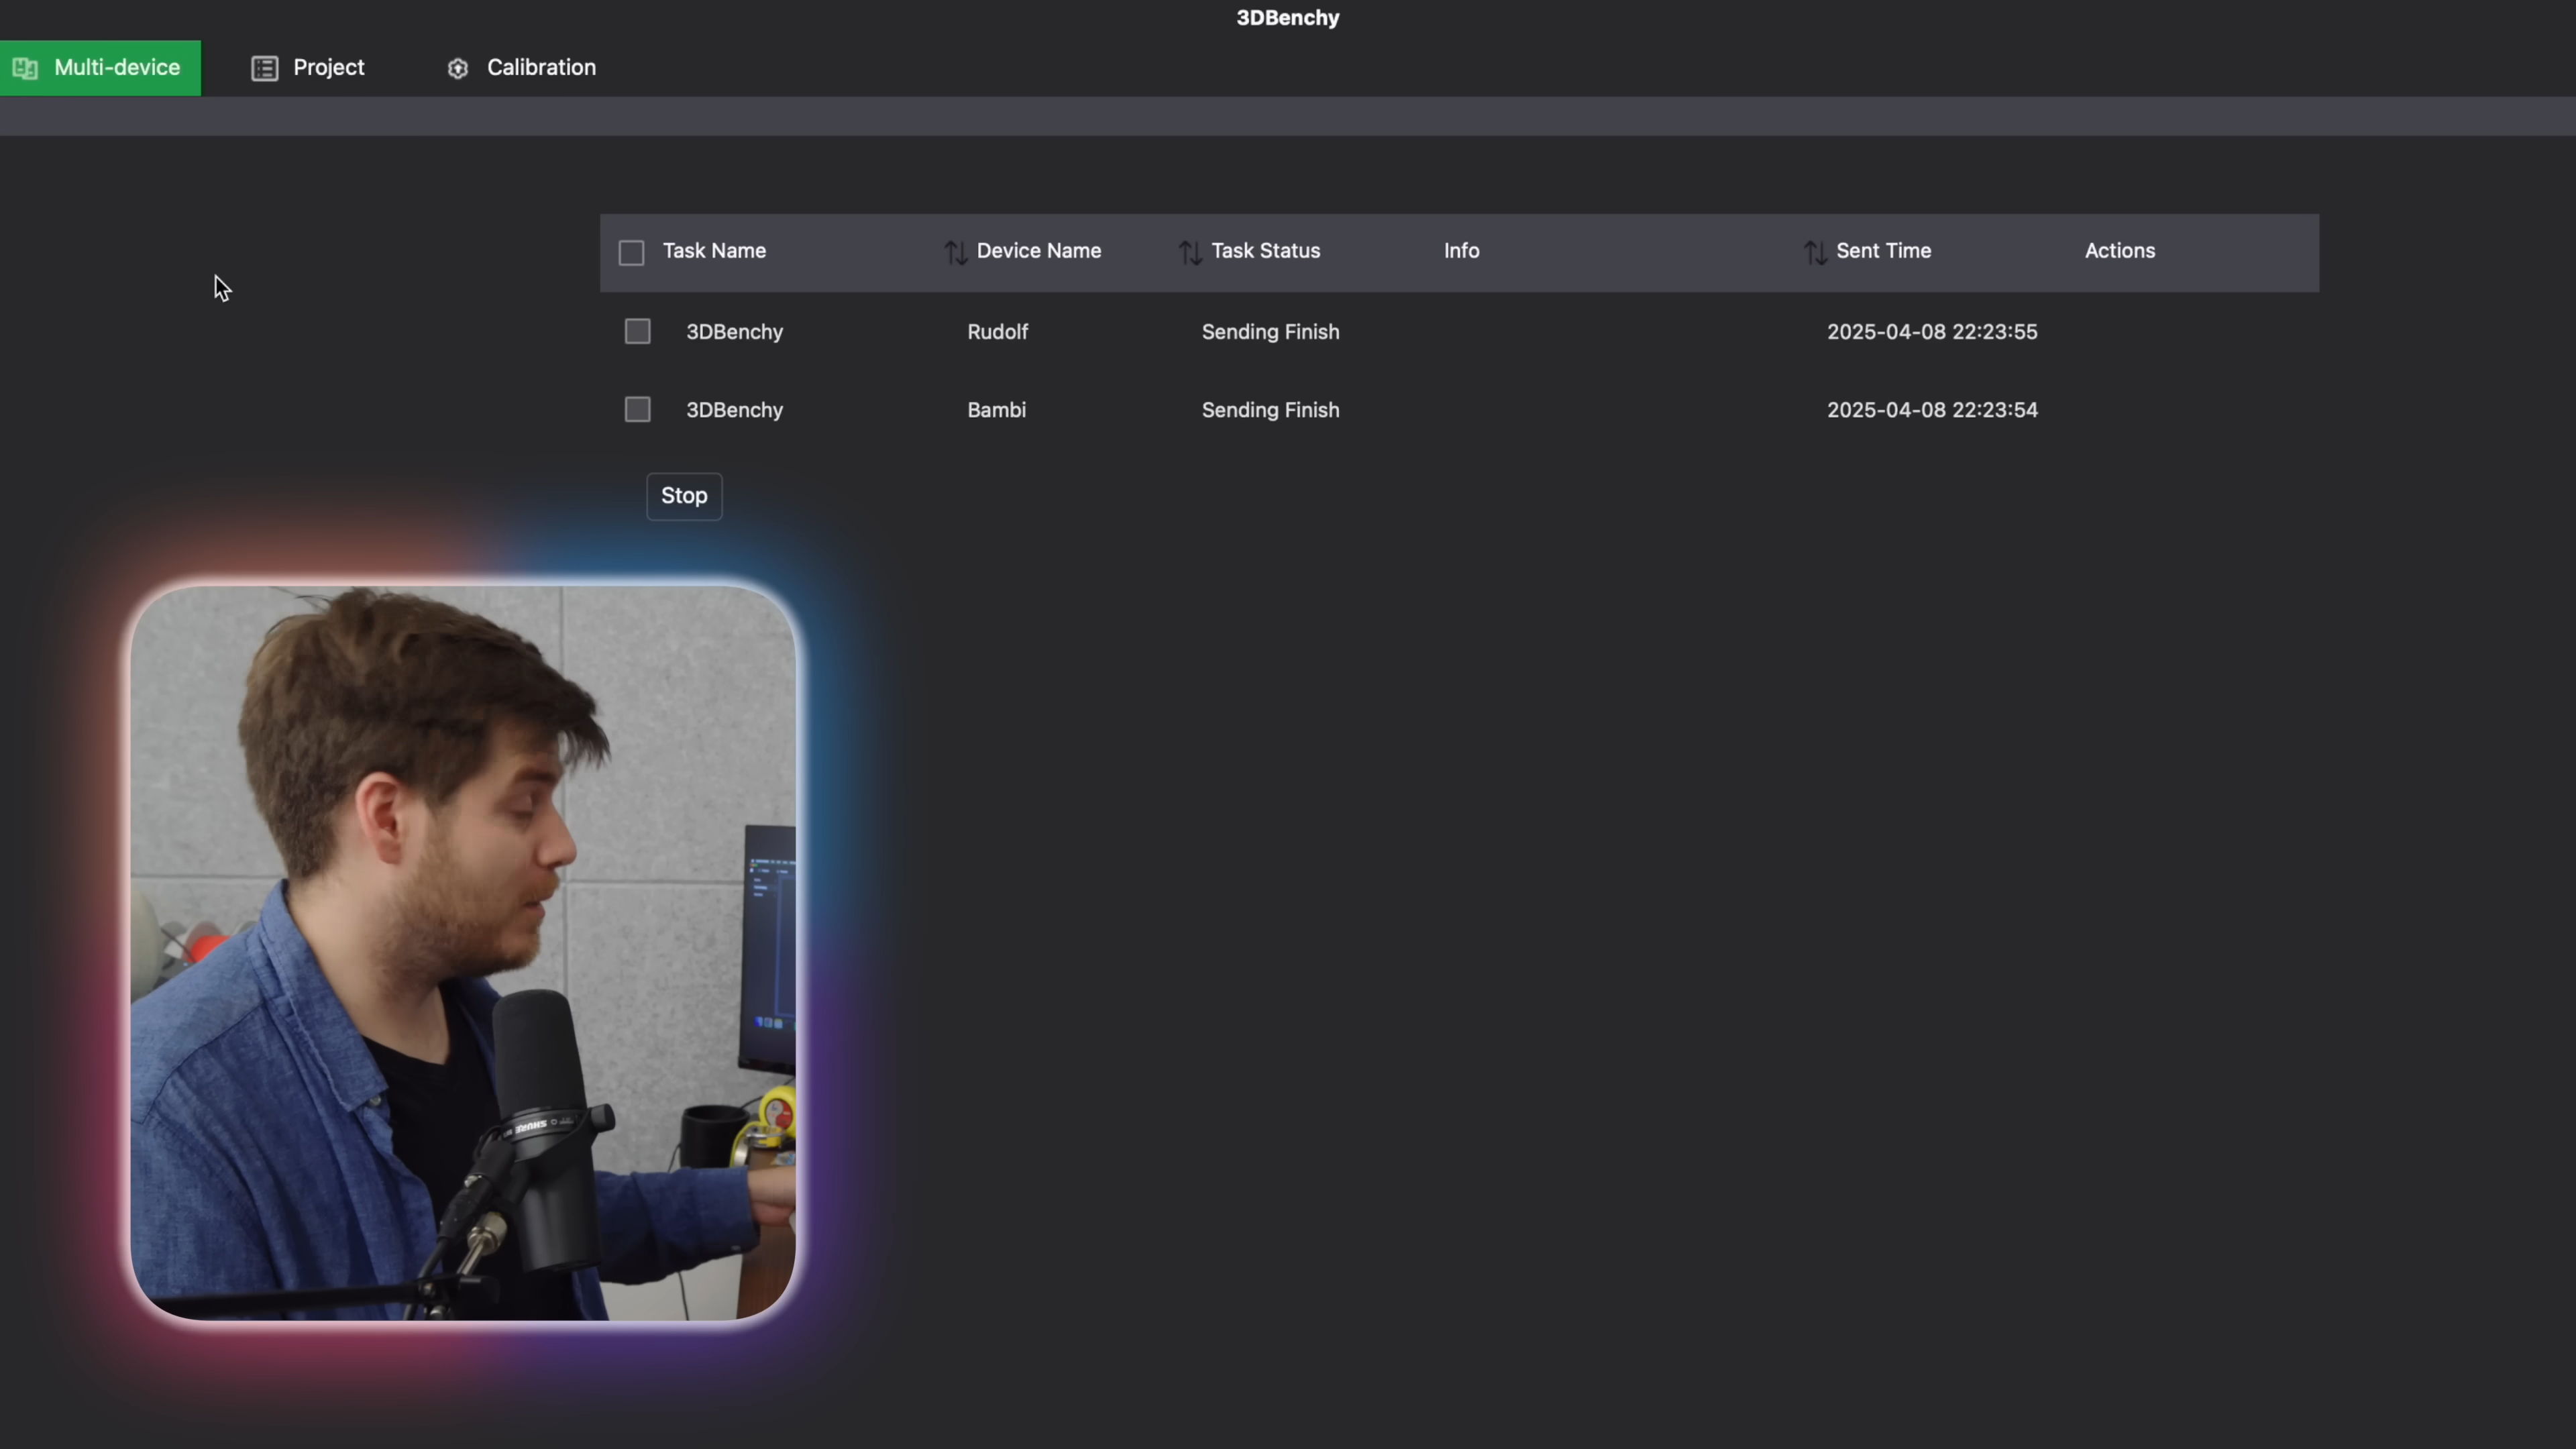 3DBenchy
Multi-device Project Calibration
Task Name Device Name Task Status Info Sent Time Actions
3DBenchy Rudolf Sending Finish 2025-04-08 22:23:55
3DBenchy Bambi Sending Finish 2025-04-08 22:23:54
Stop
SHURE